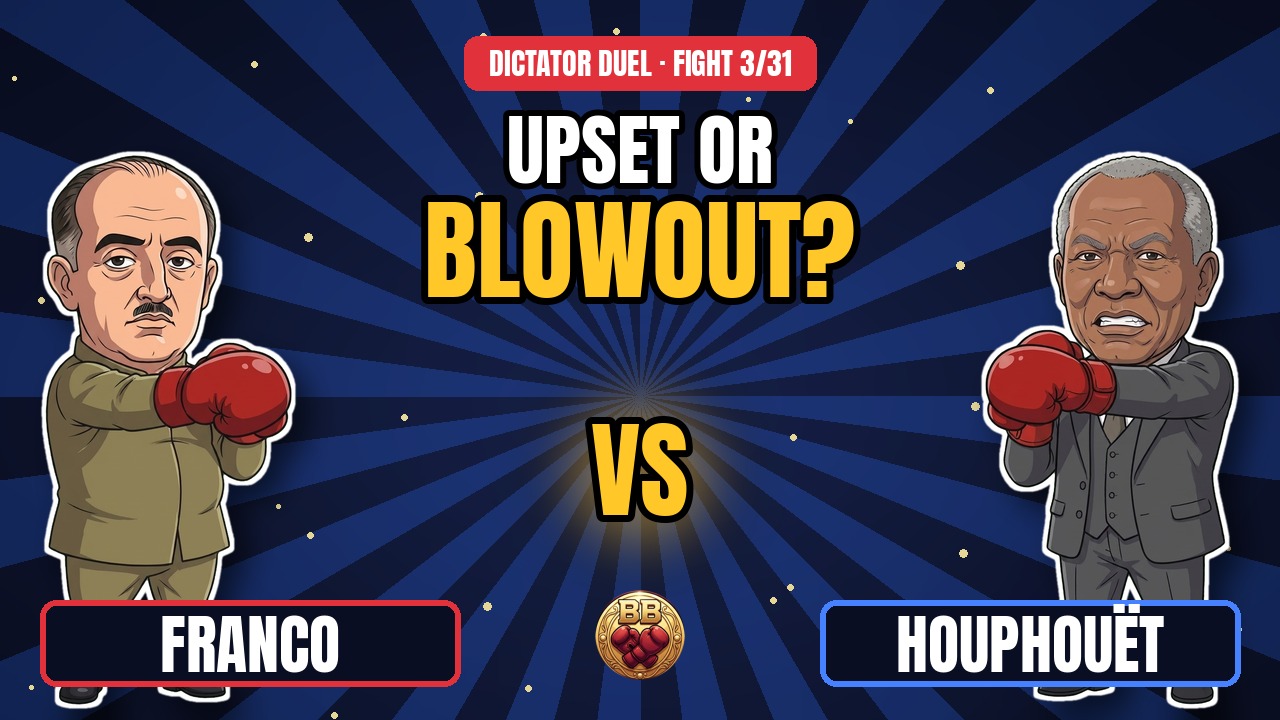 DICTATOR DUEL · FIGHT 3/31
UPSET OR
BLOWOUT?
VS
BB
FRANCO
HOUPHOUËT